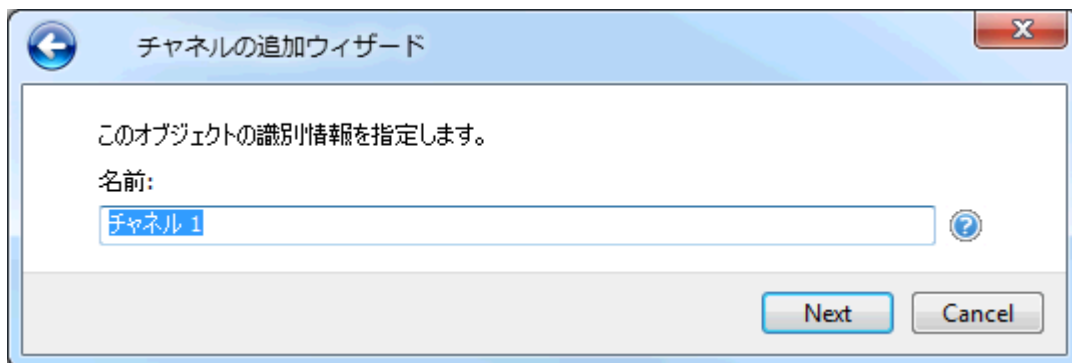 チャネルの追加ウィザード
このオブジェクトの識別情報を指定します。
名前:
チャネル 1
Next Cancel